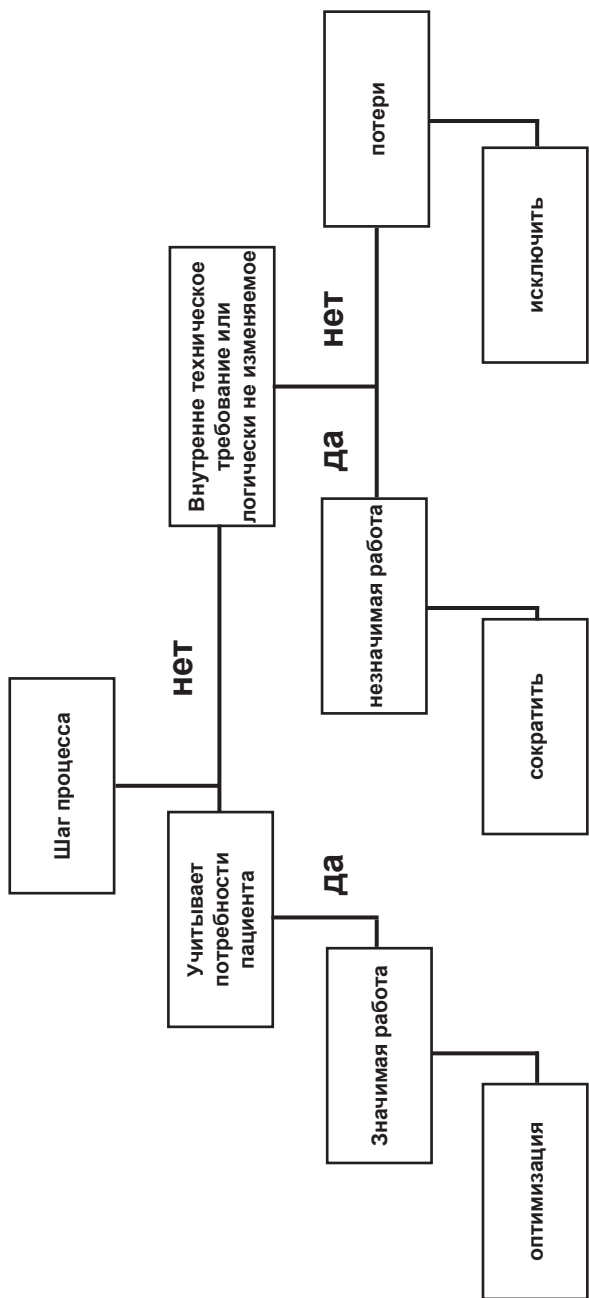 Шаг процесса
нет
Учитывает
потребности
пациента
Внутренне техническое
требование или
логически не изменяемое
да
да
нет
Значимая работа
незначимая работа
потери
оптимизация
сократить
исключить